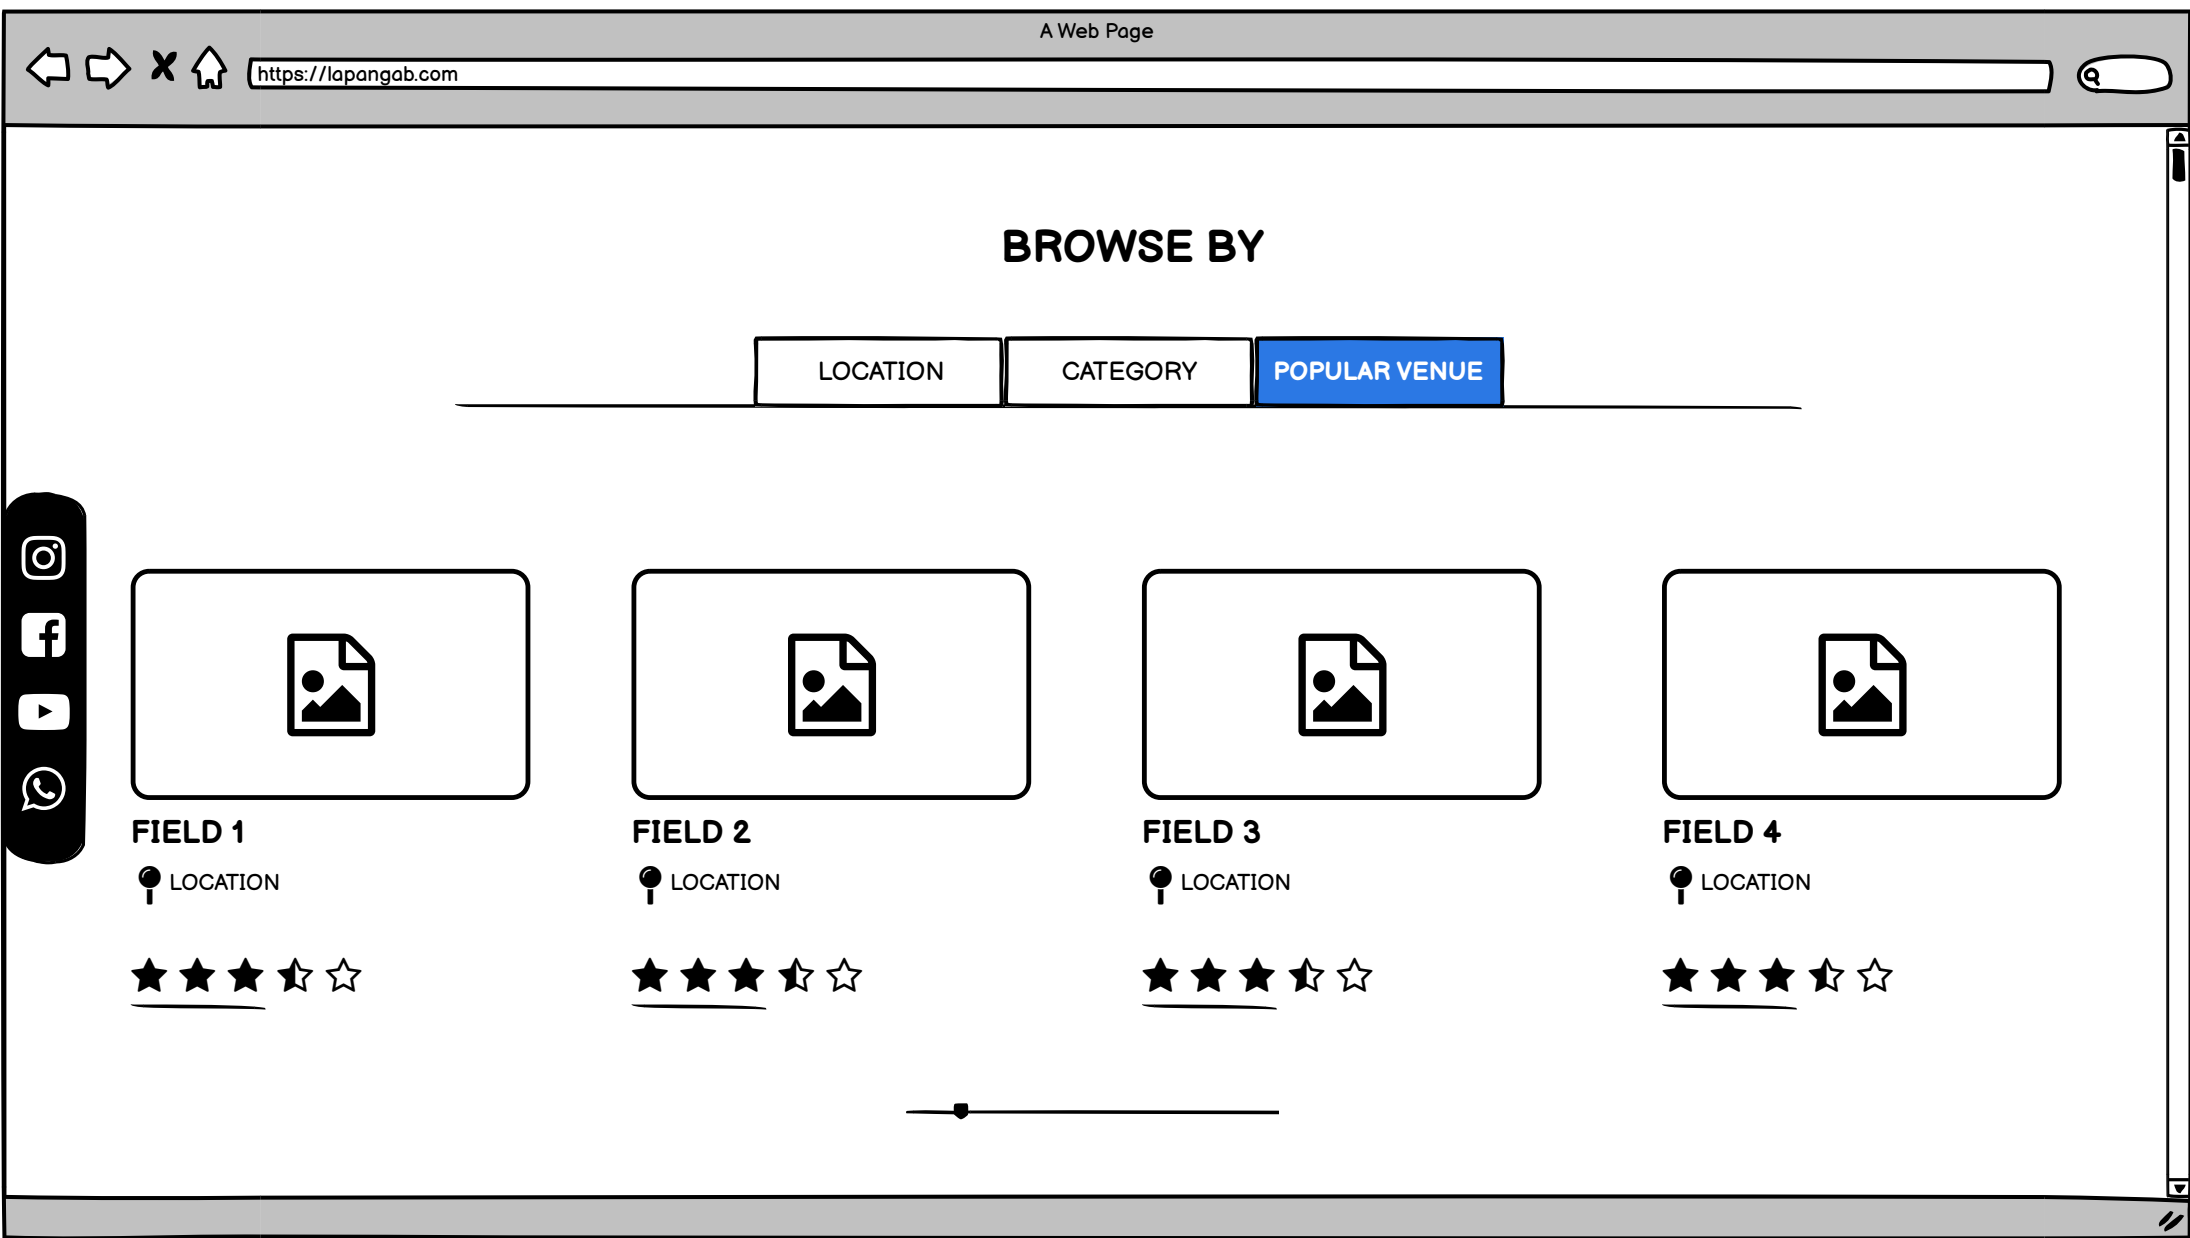 A Web Page
https://lapangab.com
BROWSE BY
LOCATION CATEGORY POPULAR VENUE
FIELD 1 FIELD 2 FIELD 3 FIELD 4
LOCATION LOCATION LOCATION LOCATION